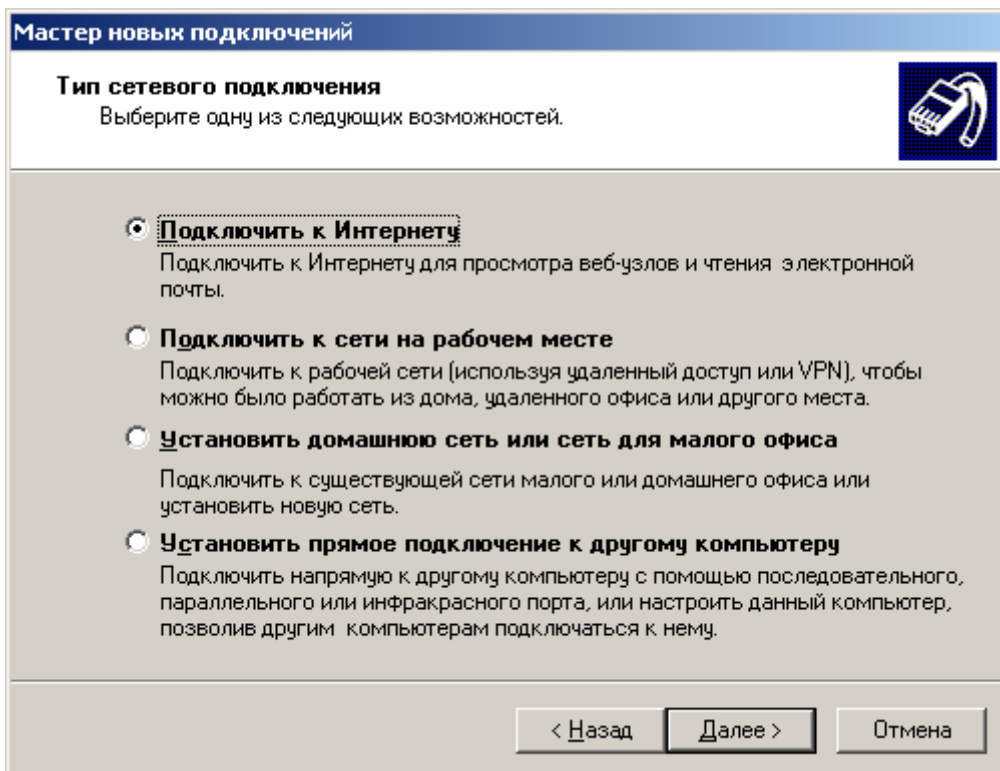 Мастер новых подключений
Тип сетевого подключения
Выберите одну из следующих возможностей.
Подключить к Интернету
Подключить к Интернету для просмотра веб-узлов и чтения электронной
почты.
Подключить к сети на рабочем месте
Подключить к рабочей сети (используя удаленный доступ или VPN), чтобы
можно было работать из дома, удаленного офиса или другого места.
Установить домашнюю сеть или сеть для малого офиса
Подключить к существующей сети малого или домашнего офиса или
установить новую сеть.
Установить прямое подключение к другому компьютеру
Подключить напрямую к другому компьютеру с помощью последовательного,
параллельного или инфракрасного порта, или настроить данный компьютер,
позволив другим компьютерам подключаться к нему.
< Назад Далее > Отмена